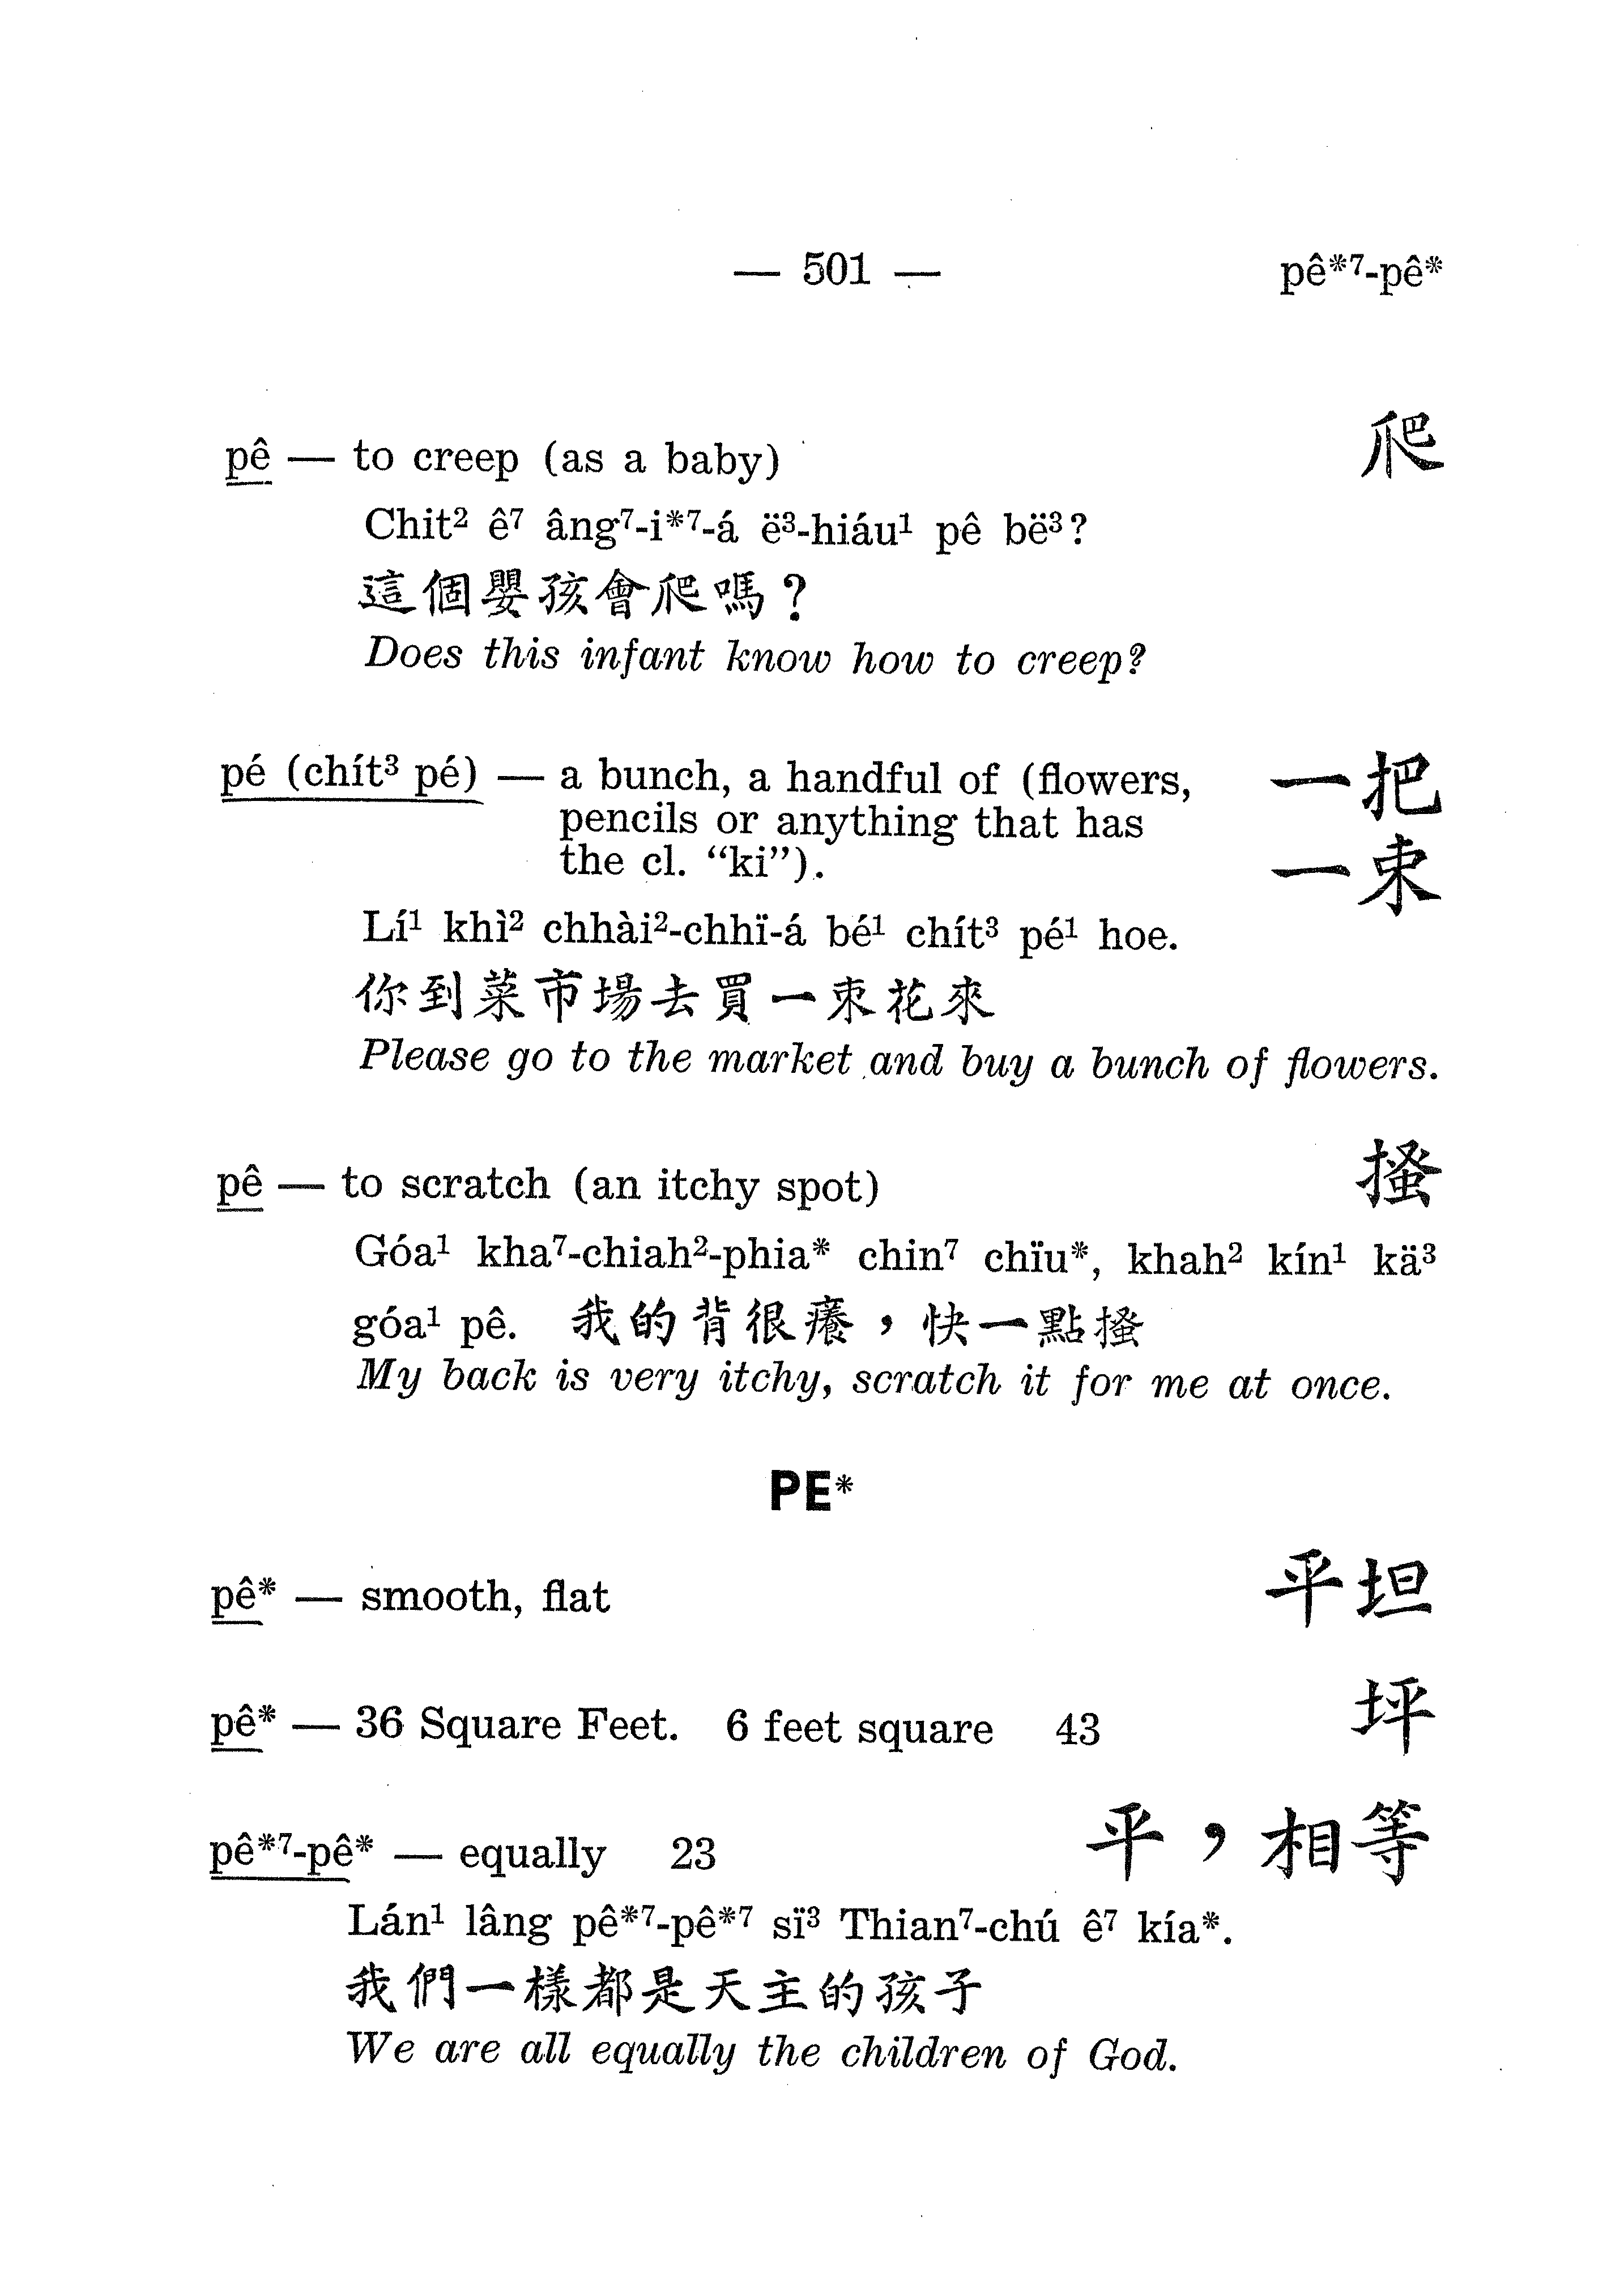 — 501 —
pê*⁷-pê*
pê — to creep (as a baby) 爬
Chit² ê⁷ âng⁷-i*⁷-á ë³-hiáu¹ pê bë³?
這個嬰孩會爬嗎?
Does this infant know how to creep?
pé (chít³ pé) — a bunch, a handful of (flowers, 一把
pencils or anything that has
the cl. “ki”). 一束
Lí¹ khì² chhài²-chhï-á bé¹ chít³ pé¹ hoe.
你到菜市場去買一束花來
Please go to the market and buy a bunch of flowers.
pê — to scratch (an itchy spot) 搔
Góa¹ kha⁷-chiah²-phia* chin⁷ chïu*, khah² kín¹ kä³
góa¹ pê. 我的背很癢，快一點搔
My back is very itchy, scratch it for me at once.
PE*
pê* — smooth, flat 平坦
pê* — 36 Square Feet. 6 feet square 43 坪
pê*⁷-pê* — equally 23 平，相等
Lán¹ lâng pê*⁷-pê*⁷ sï³ Thian⁷-chú ê⁷ kía*.
我們一樣都是天主的孩子
We are all equally the children of God.